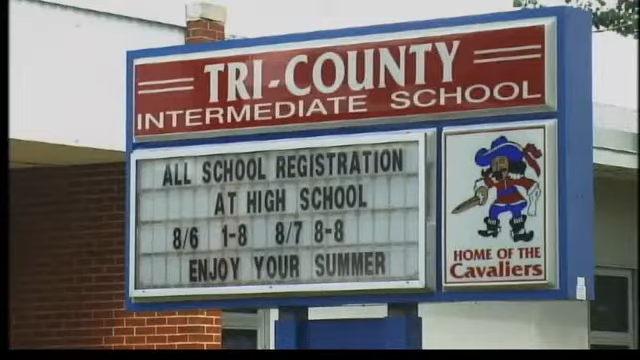 TRI-COUNTY
INTERMEDIATE SCHOOL
ALL SCHOOL REGISTRATION
AT HIGH SCHOOL
8/6 1-8 8/7 8-8
ENJOY YOUR SUMMER
HOME OF THE
Cavaliers